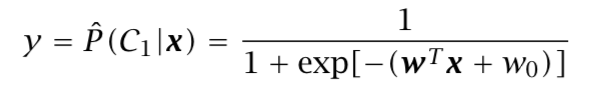 y = P̂(C₁|x) = 1 / (1 + exp[−(wᵀx + w₀)])